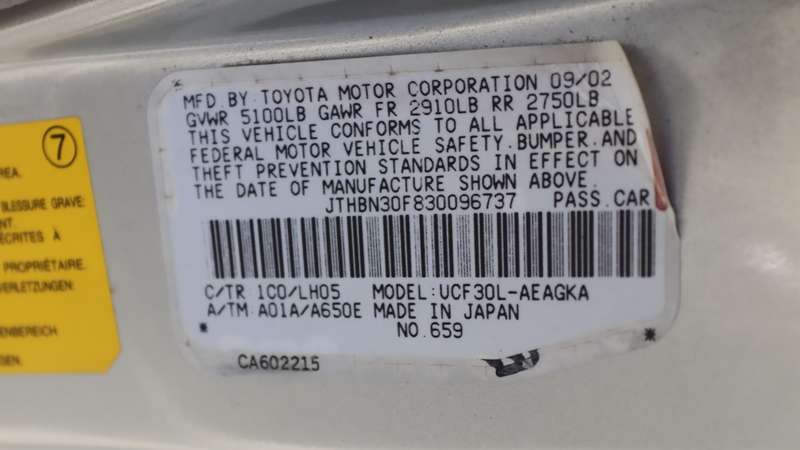 MFD.BY:TOYOTA MOTOR CORPORATION 09/02
GVWR 5100LB GAWR FR 2910LB RR 2750LB
THIS VEHICLE CONFORMS TO ALL APPLICABLE
FEDERAL MOTOR VEHICLE SAFETY.BUMPER.AND
THEFT PREVENTION STANDARDS IN EFFECT ON
THE DATE OF MANUFACTURE SHOWN ABOVE.
JTHBN30F830096737 PASS.CAR
C/TR 1C0/LH05 MODEL:UCF30L-AEAGKA
A/TM A01A/A650E MADE IN JAPAN
NO.659
CA602215
7
REA.
BLESSURE GRAVE
NT.
ÉCRITES À
PROPRIÉTAIRE.
ENBEREICH
SEN.